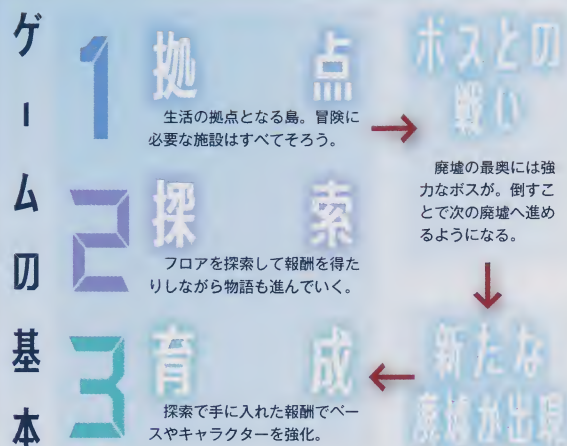 ゲームの基本
1
拠点
生活の拠点となる島。冒険に
必要な施設はすべてそろう。
2
探索
フロアを探索して報酬を得た
りしながら物語も進んでいく。
3
育成
探索で手に入れた報酬でベー
スやキャラクターを強化。
ボスとの
戦い
廃墟の最奥には強
力なボスが。倒すこ
とで次の廃墟へ進め
るようになる。
新たな
廃墟が出現